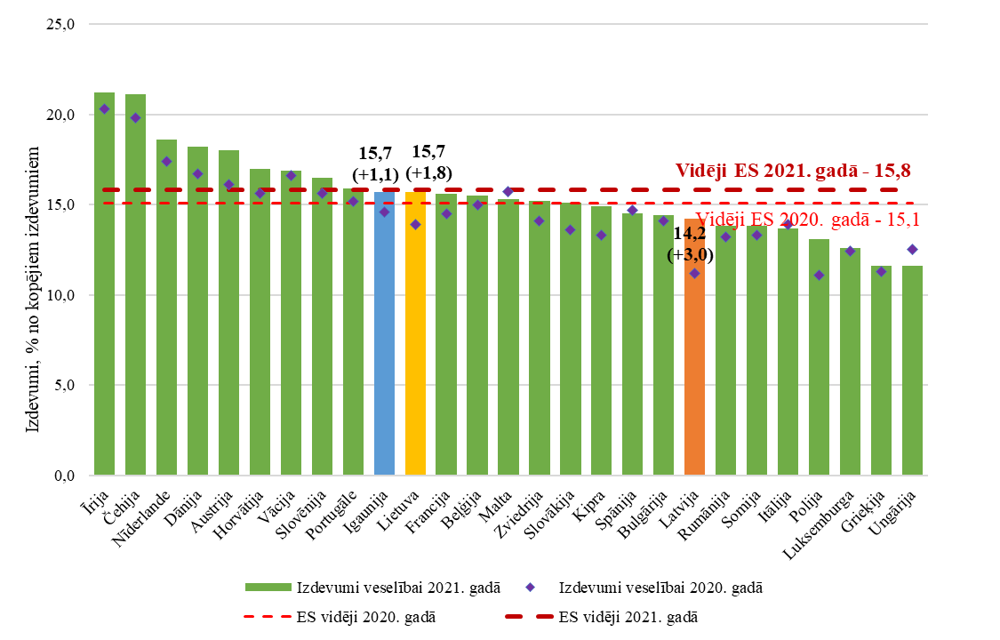 Izdevumi, % no kopējiem izdevumiem
25,0
20,0
15,0
10,0
5,0
0,0
15,7
(+1,1)
15,7
(+1,8)
Vidēji ES 2021. gadā - 15,8
Vidēji ES 2020. gadā - 15,1
14,2
(+3,0)
Īrija
Čehija
Nīderlande
Dānija
Austrija
Horvātija
Vācija
Slovēnija
Portugāle
Igaunija
Lietuva
Francija
Beļģija
Malta
Zviedrija
Slovākija
Kipra
Spānija
Bulgārija
Latvija
Rumānija
Somija
Itālija
Polija
Luksemburga
Grieķija
Ungārija
Izdevumi veselībai 2021. gadā
Izdevumi veselībai 2020. gadā
ES vidēji 2020. gadā
ES vidēji 2021. gadā